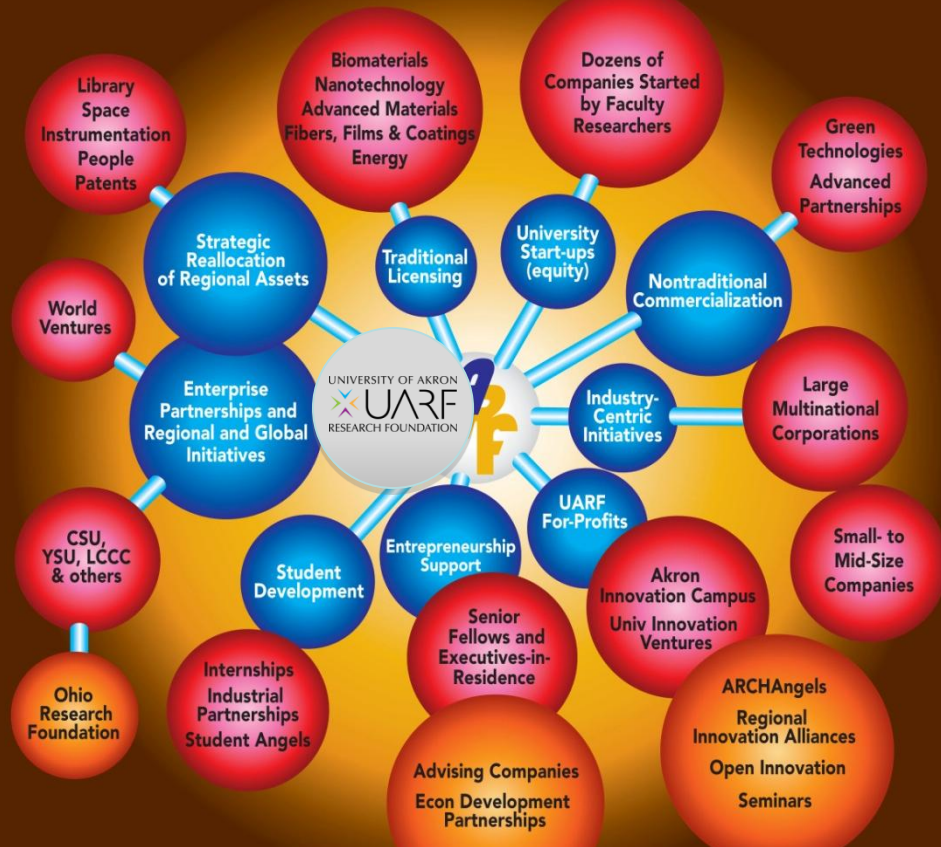 Library
Space
Instrumentation
People
Patents
Biomaterials
Nanotechnology
Advanced Materials
Fibers, Films & Coatings
Energy
Dozens of
Companies Started
by Faculty
Researchers
Green
Technologies
Advanced
Partnerships
Strategic
Reallocation
of Regional Assets
Traditional
Licensing
University
Start-ups
(equity)
Nontraditional
Commercialization
World
Ventures
Enterprise
Partnerships and
Regional and Global
Initiatives
UNIVERSITY OF AKRON
UARF
RESEARCH FOUNDATION
Industry-
Centric
Initiatives
Large
Multinational
Corporations
CSU,
YSU, LCCC
& others
Student
Development
Entrepreneurship
Support
UARF
For-Profits
Small- to
Mid-Size
Companies
Akron
Innovation Campus
Univ Innovation
Ventures
Senior
Fellows and
Executives-in-
Residence
Ohio
Research
Foundation
Internships
Industrial
Partnerships
Student Angels
ARCHAngels
Regional
Innovation Alliances
Open Innovation
Seminars
Advising Companies
Econ Development
Partnerships